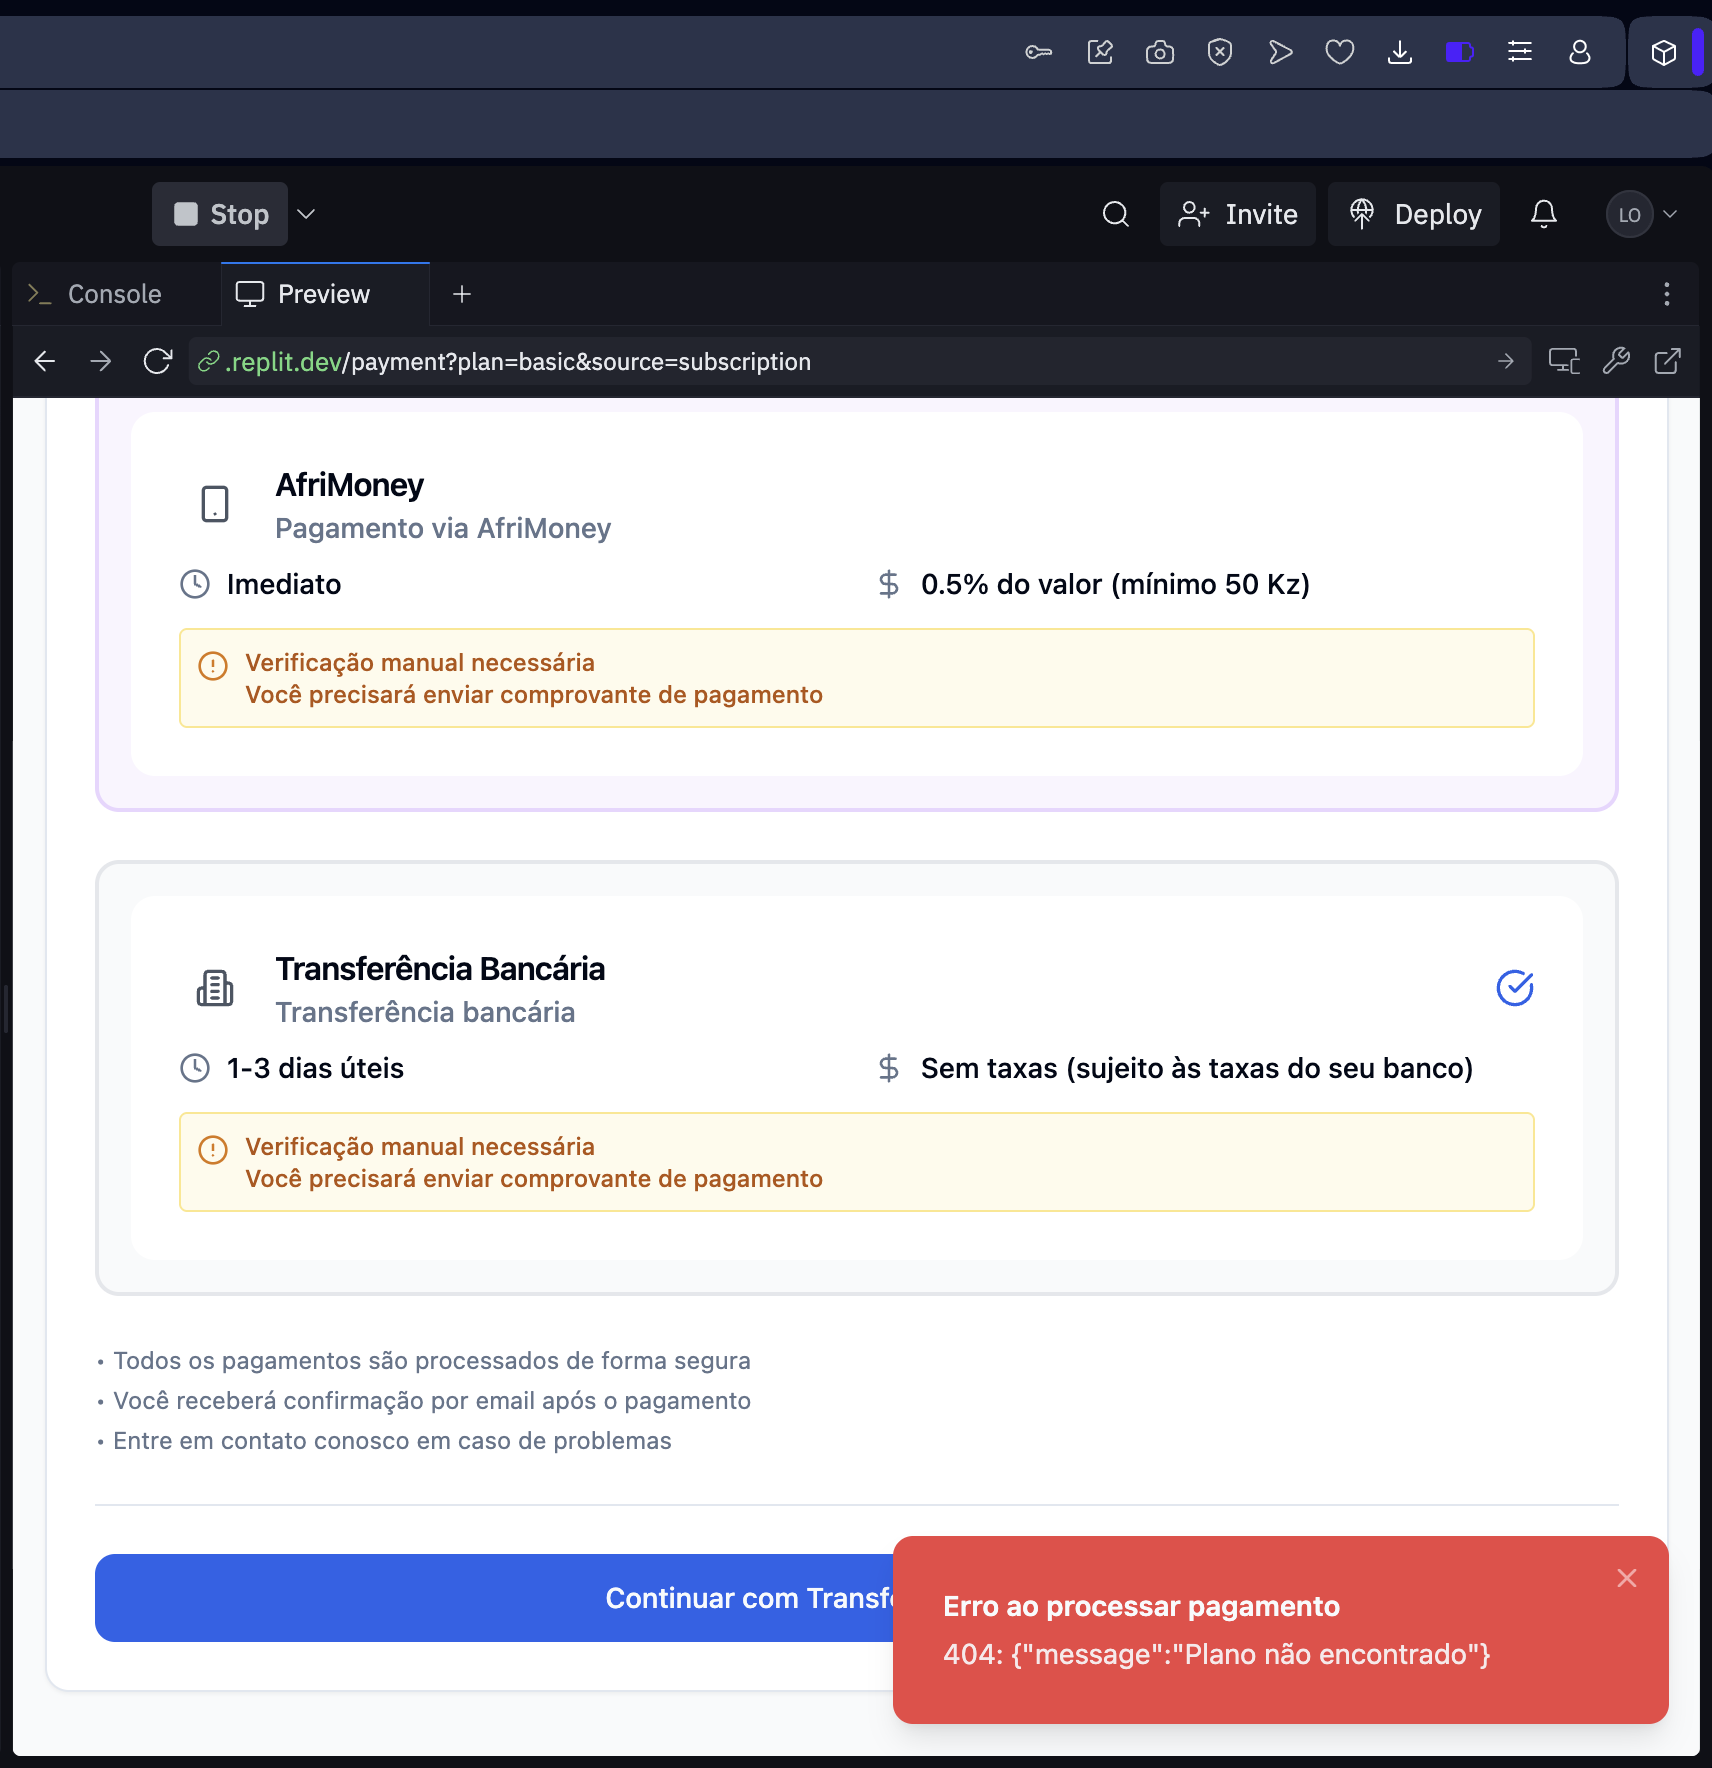 Stop
Invite
Deploy
LO
Console
Preview
.replit.dev/payment?plan=basic&source=subscription
AfriMoney
Pagamento via AfriMoney
Imediato
0.5% do valor (mínimo 50 Kz)
Verificação manual necessária
Você precisará enviar comprovante de pagamento
Transferência Bancária
Transferência bancária
1-3 dias úteis
Sem taxas (sujeito às taxas do seu banco)
Verificação manual necessária
Você precisará enviar comprovante de pagamento
• Todos os pagamentos são processados de forma segura
• Você receberá confirmação por email após o pagamento
• Entre em contato conosco em caso de problemas
Continuar com Transfe
Erro ao processar pagamento
404: {"message":"Plano não encontrado"}